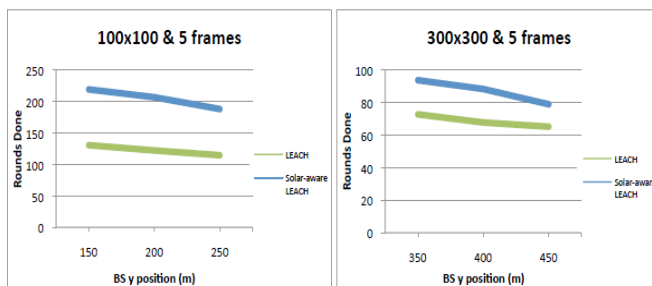 100x100 & 5 frames
250
200
150
100
50
0
Rounds Done
150 200 250
BS y position (m)
LEACH
Solar-aware
LEACH
300x300 & 5 frames
100
80
60
40
20
0
Rounds Done
350 400 450
BS y position (m)
LEACH
Solar-aware
LEACH